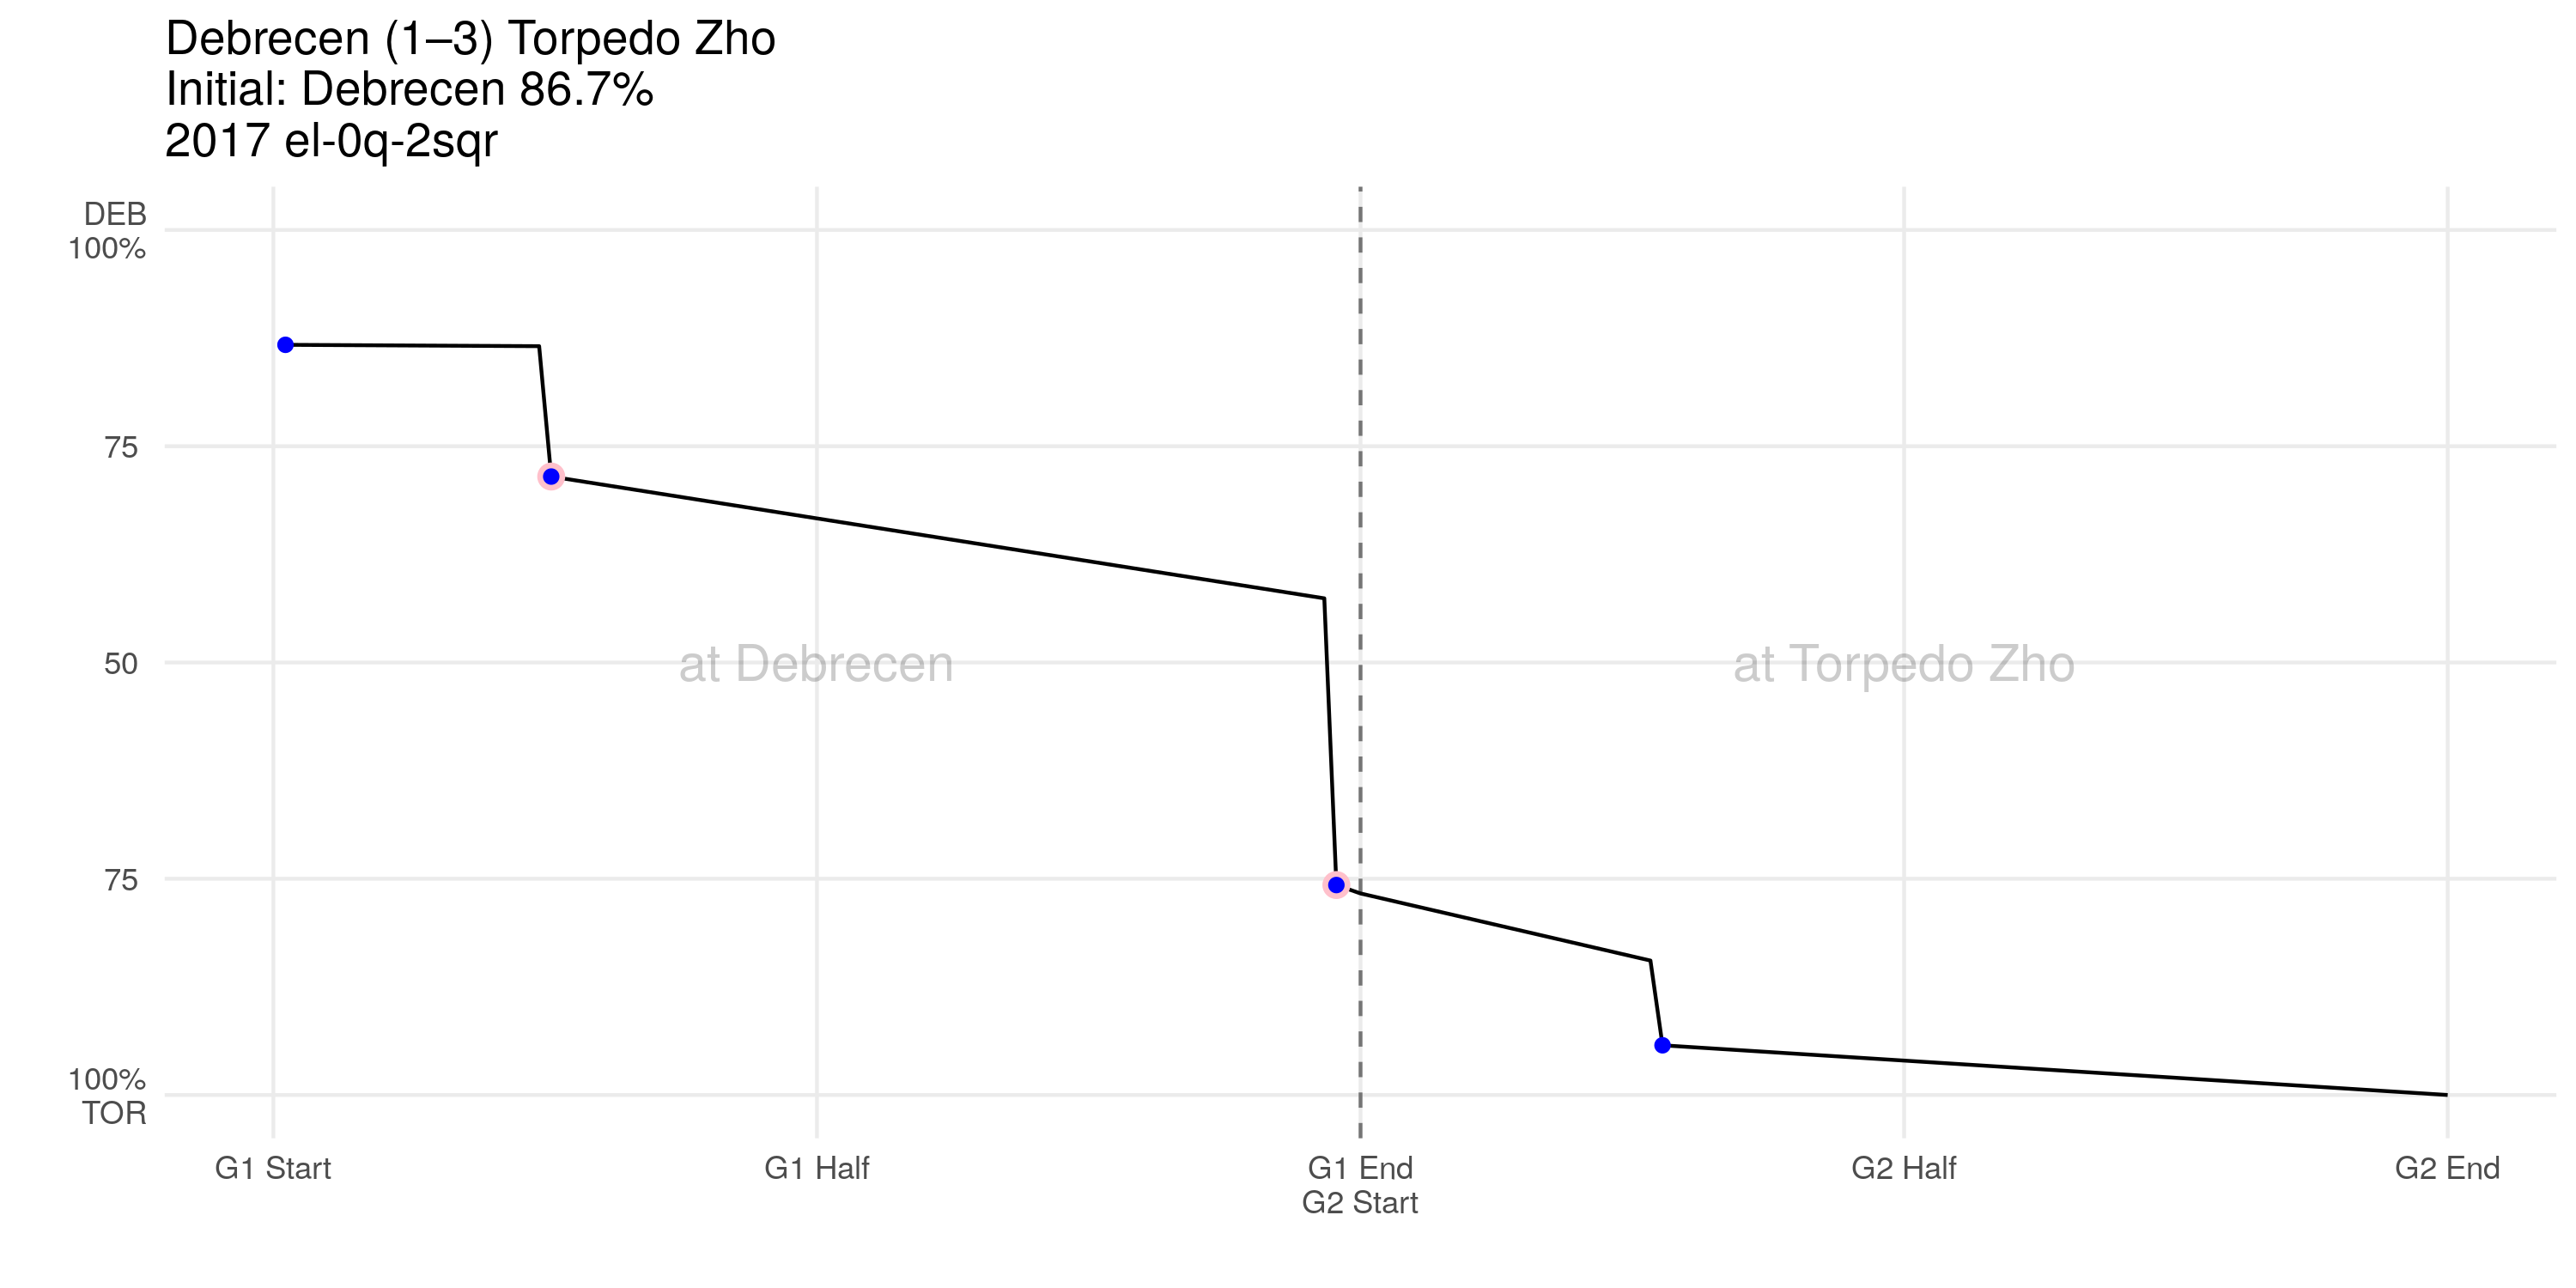 Debrecen (1–3) Torpedo Zho
Initial: Debrecen 86.7%
2017 el-0q-2sqr
DEB
100%
75
50
75
100%
TOR
at Debrecen
at Torpedo Zho
G1 Start
G1 Half
G1 End
G2 Start
G2 Half
G2 End